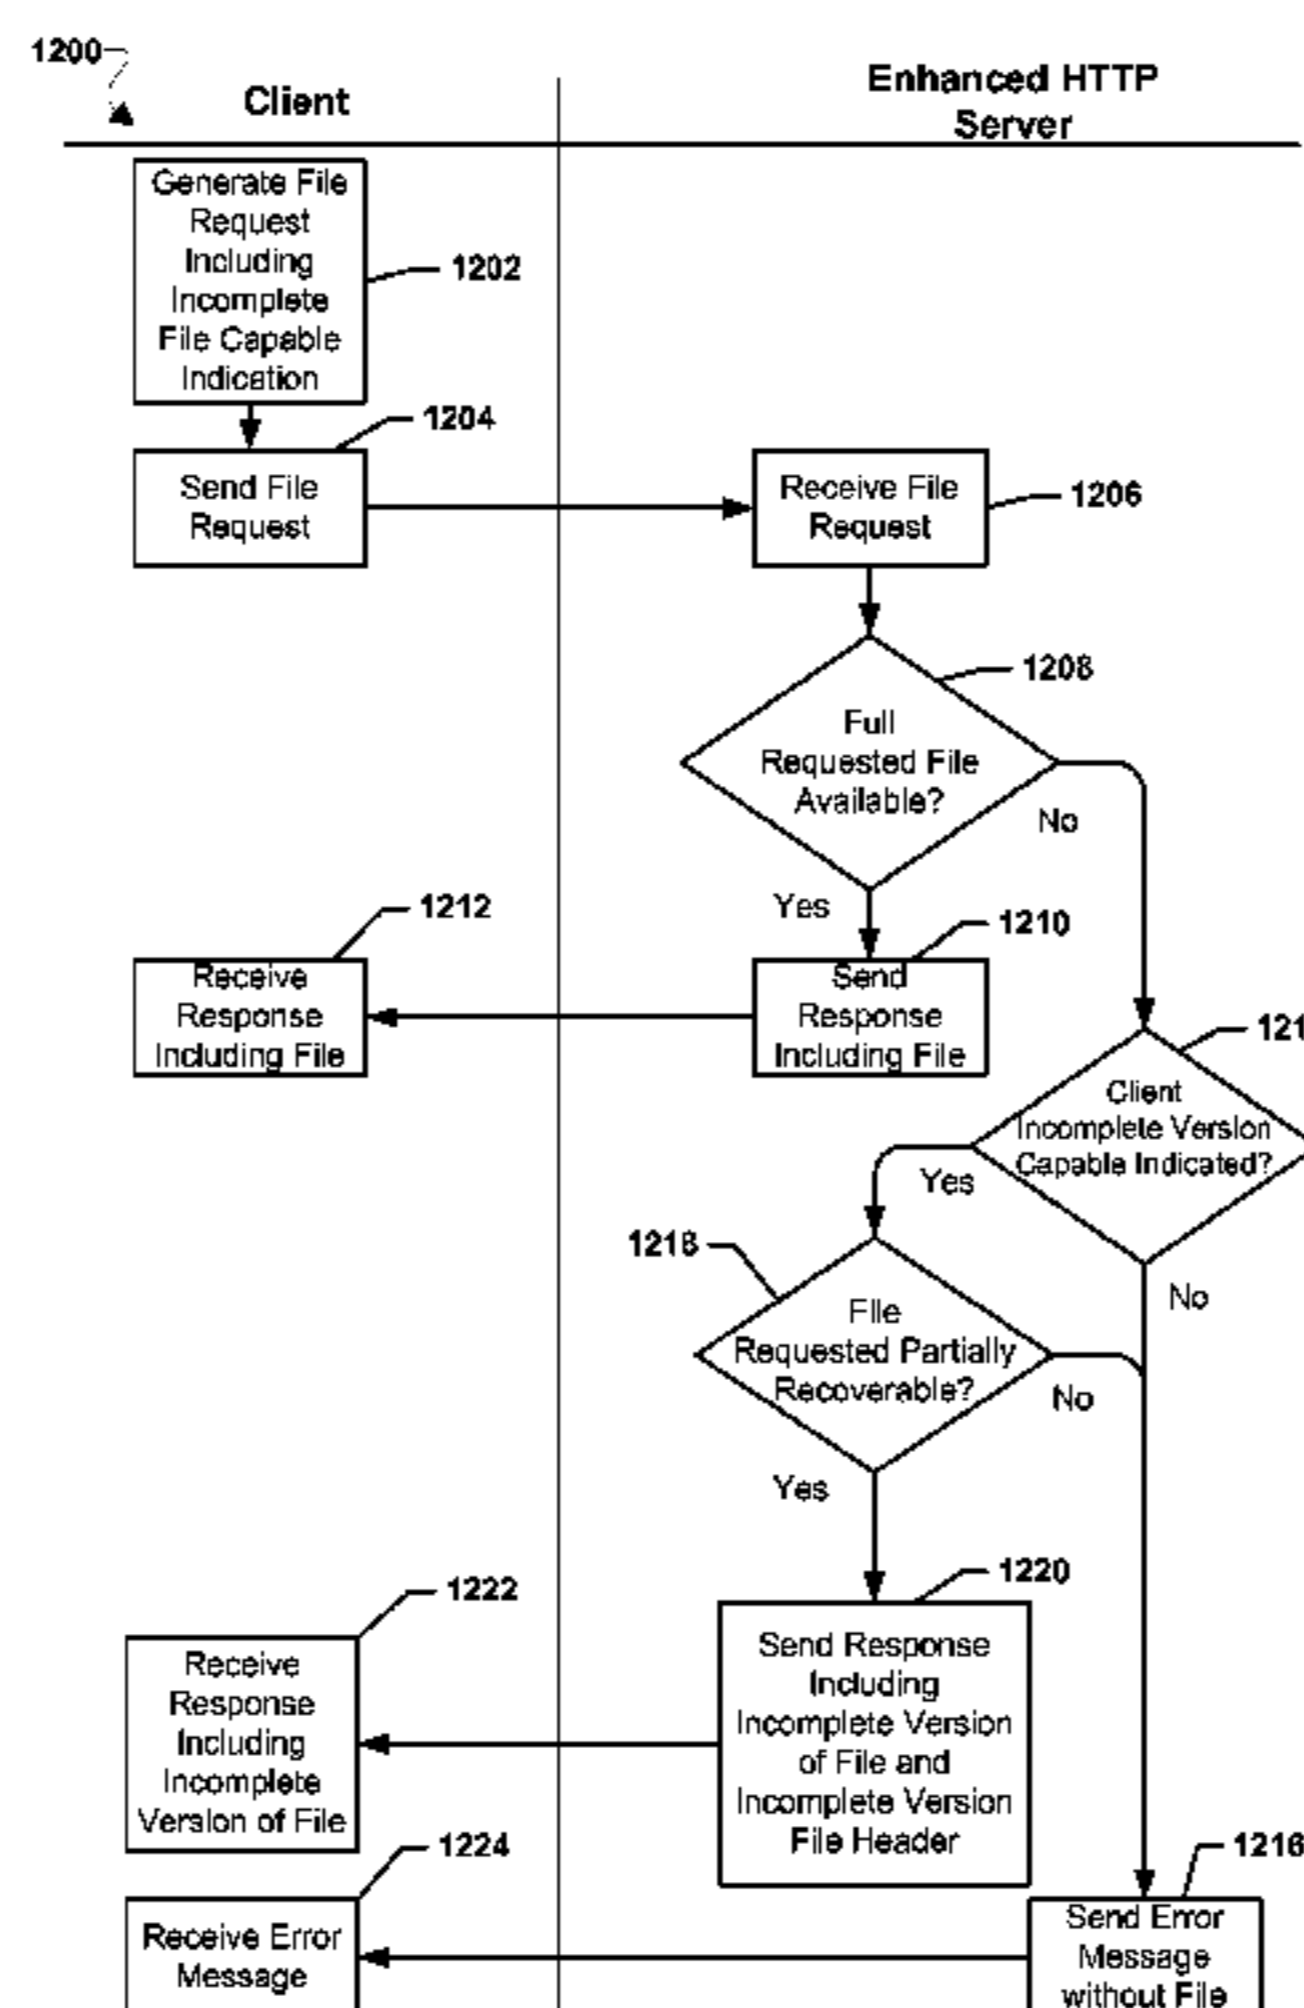 1200
Client
Enhanced HTTP
Server
Generate File
Request
Including
Incomplete
File Capable
Indication
1202
1204
Send File
Request
Receive File
Request
1206
1208
Full
Requested File
Available?
No
Yes
1212
1210
Receive
Response
Including File
Send
Response
Including File
121
Client
Incomplete Version
Capable Indicated?
Yes
1218
No
File
Requested Partially
Recoverable?
No
Yes
1220
1222
Send Response
Including
Incomplete Version
of File and
Incomplete Version
File Header
Receive
Response
Including
Incomplete
Version of File
1224
1216
Receive Error
Message
Send Error
Message
without File